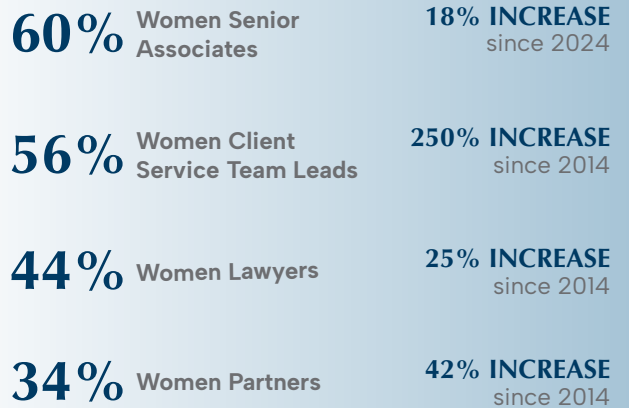 60% Women Senior
Associates
18% INCREASE
since 2024
56% Women Client
Service Team Leads
250% INCREASE
since 2014
44% Women Lawyers
25% INCREASE
since 2014
34% Women Partners
42% INCREASE
since 2014